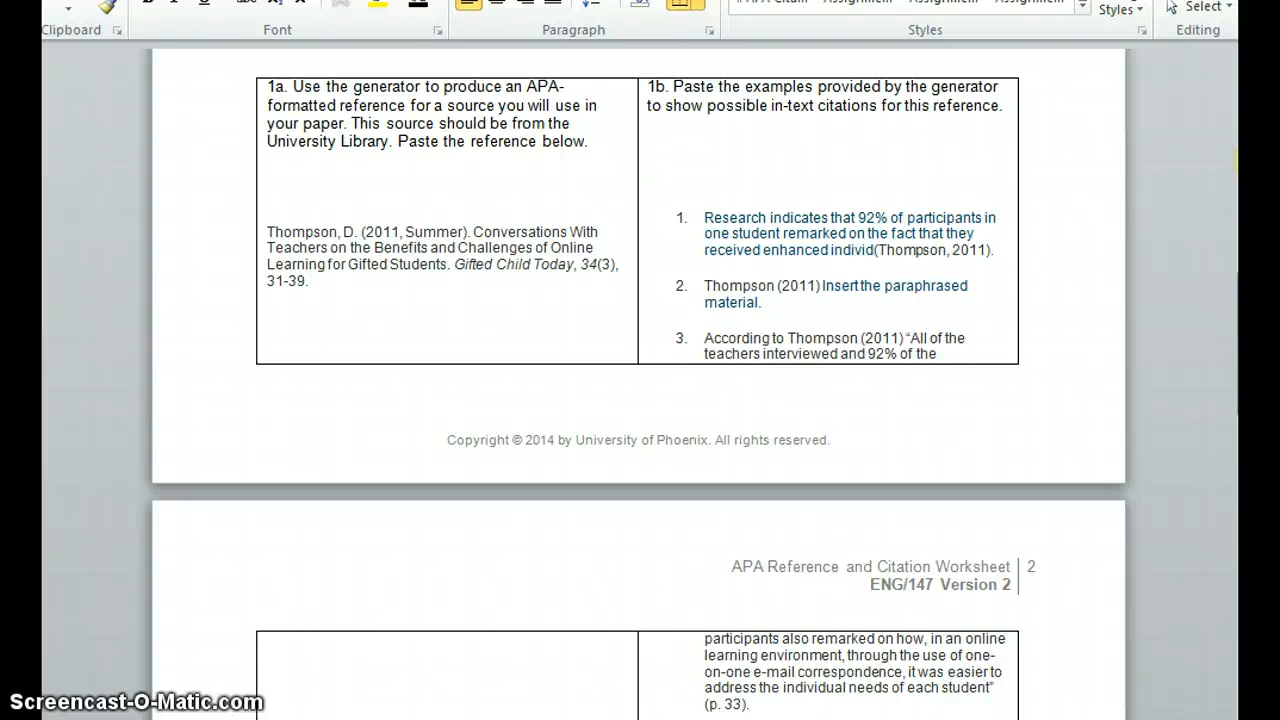 Styles
Select
Clipboard
Font
Paragraph
Styles
Editing
1a. Use the generator to produce an APA-
formatted reference for a source you will use in
your paper. This source should be from the
University Library. Paste the reference below.
Thompson, D. (2011, Summer). Conversations With
Teachers on the Benefits and Challenges of Online
Learning for Gifted Students. Gifted Child Today, 34(3),
31-39.
1b. Paste the examples provided by the generator
to show possible in-text citations for this reference.
1. Research indicates that 92% of participants in
one student remarked on the fact that they
received enhanced individ(Thompson, 2011).
2. Thompson (2011) Insert the paraphrased
material.
3. According to Thompson (2011) “All of the
teachers interviewed and 92% of the
Copyright © 2014 by University of Phoenix. All rights reserved.
APA Reference and Citation Worksheet 2
ENG/147 Version 2
participants also remarked on how, in an online
learning environment, through the use of one-
on-one e-mail correspondence, it was easier to
address the individual needs of each student”
(p. 33).
Screencast-O-Matic.com